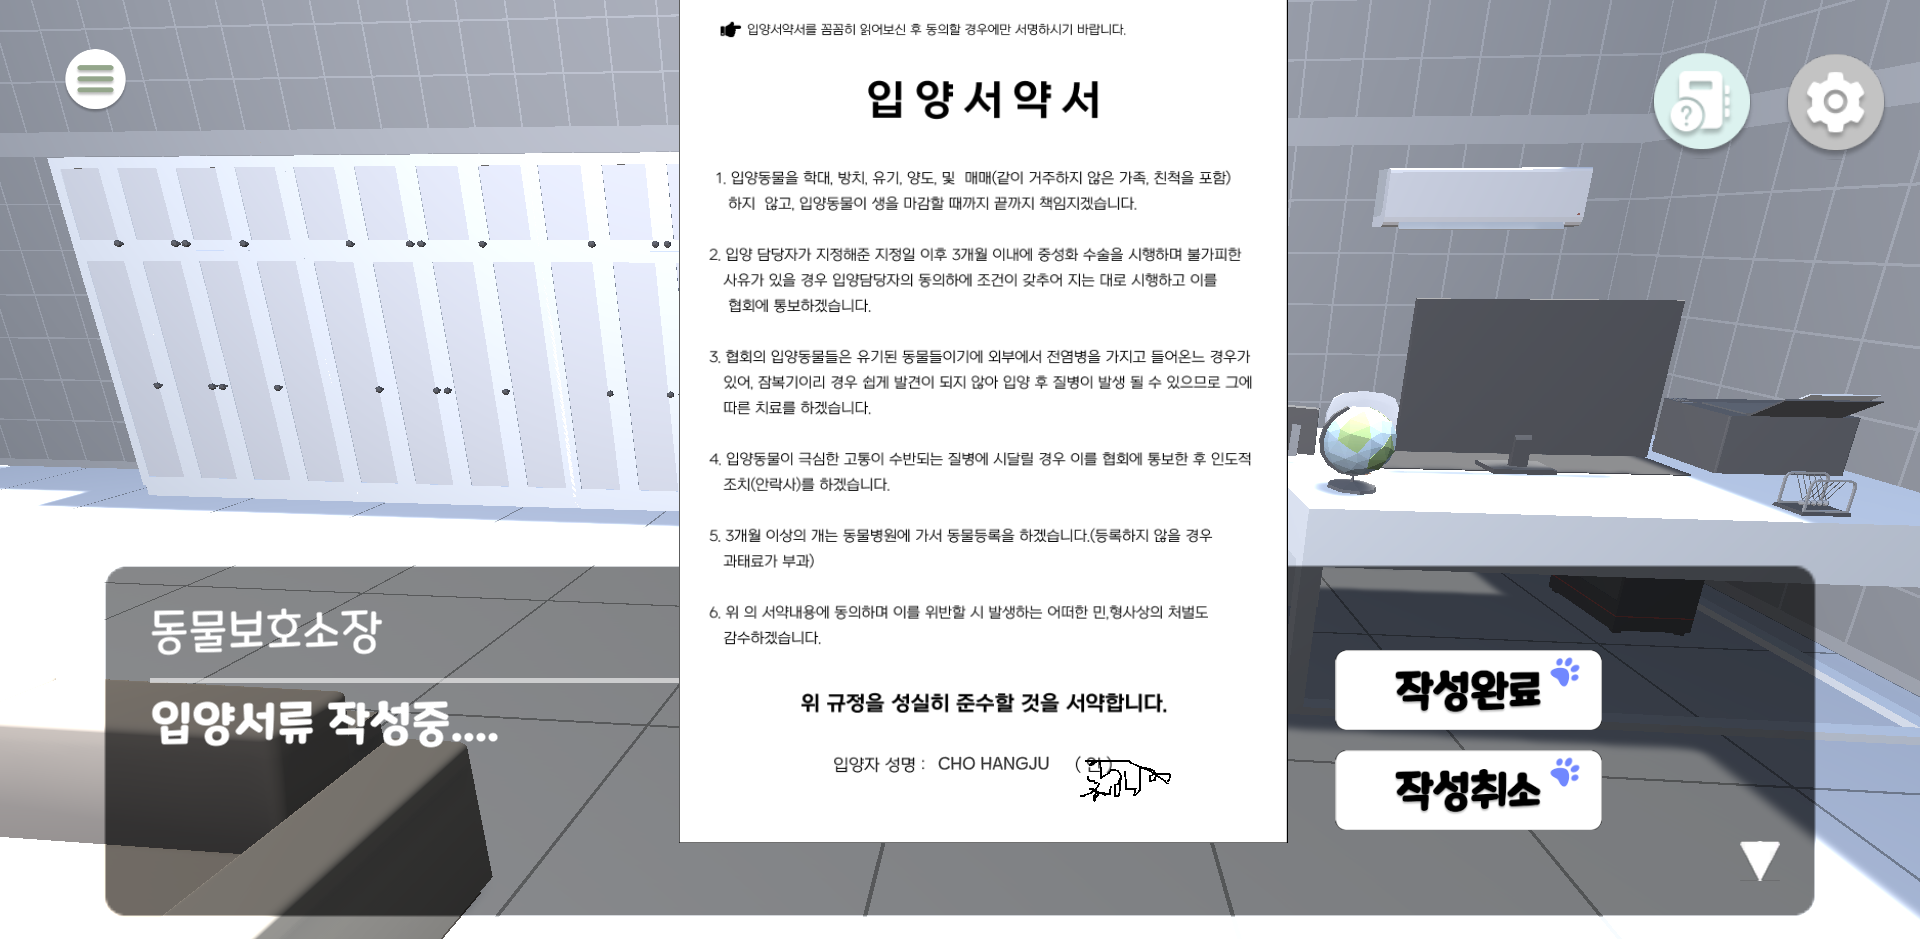 입양서약서를 꼼꼼히 읽어보신 후 동의할 경우에만 서명하시기 바랍니다.
입양서약서
1. 입양동물을 학대, 방치, 유기, 양도, 및 매매(같이 거주하지 않은 가족, 친척을 포함)
하지 않고, 입양동물이 생을 마감할 때까지 끝까지 책임지겠습니다.
2. 입양 담당자가 지정해준 지정일 이후 3개월 이내에 중성화 수술을 시행하며 불가피한
사유가 있을 경우 입양담당자의 동의하에 조건이 갖추어 지는 대로 시행하고 이를
협회에 통보하겠습니다.
3. 협회의 입양동물들은 유기된 동물들이기에 외부에서 전염병을 가지고 들어온느 경우가
있어, 잠복기이리 경우 쉽게 발견이 되지 않아 입양 후 질병이 발생 될 수 있으므로 그에
따른 치료를 하겠습니다.
4. 입양동물이 극심한 고통이 수반되는 질병에 시달릴 경우 이를 협회에 통보한 후 인도적
조치(안락사)를 하겠습니다.
5. 3개월 이상의 개는 동물병원에 가서 동물등록을 하겠습니다.(등록하지 않을 경우
과태료가 부과)
6. 위 의 서약내용에 동의하며 이를 위반할 시 발생하는 어떠한 민,형사상의 처벌도
감수하겠습니다.
위 규정을 성실히 준수할 것을 서약합니다.
입양자 성명 : CHO HANGJU (인)
동물보호소장
입양서류 작성중....
작성완료
작성취소